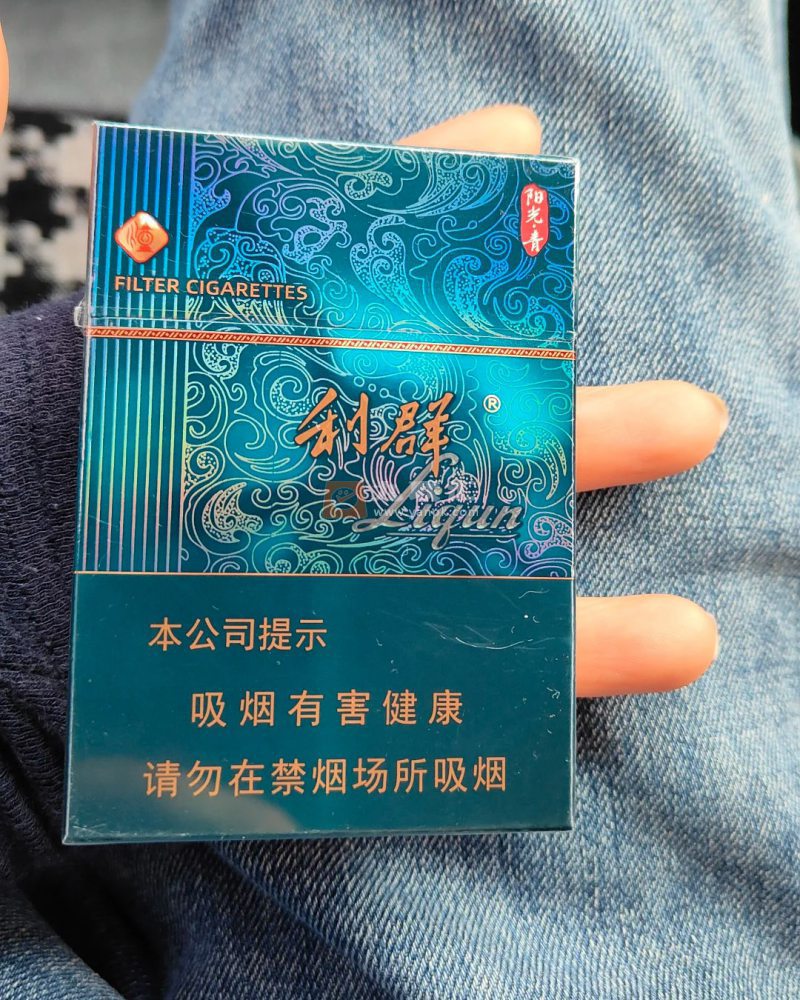 阳光·青
FILTER CIGARETTES
利群®
Liqun
本公司提示
吸烟有害健康
请勿在禁烟场所吸烟